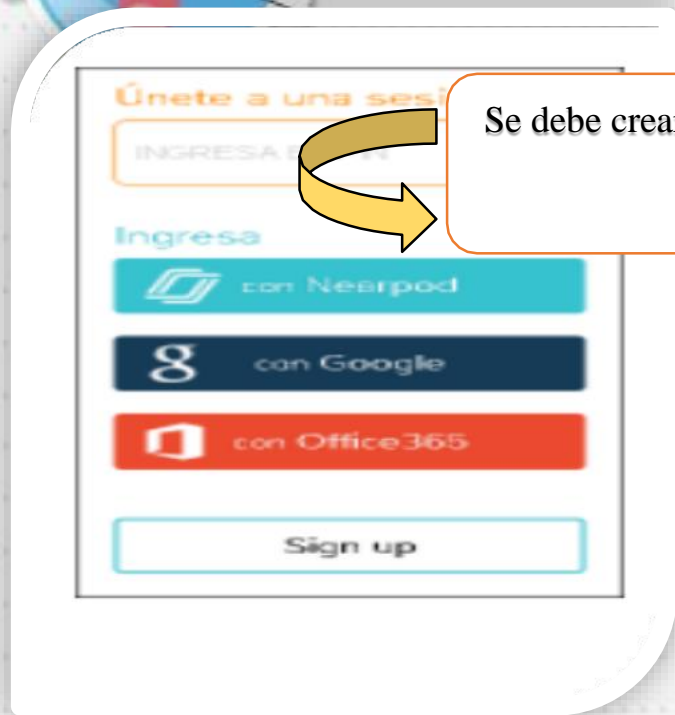 Únete a una sesi
Se debe crear
INGRESA
Ingresa
con Nearpod
g con Google
con Office365
Sign up